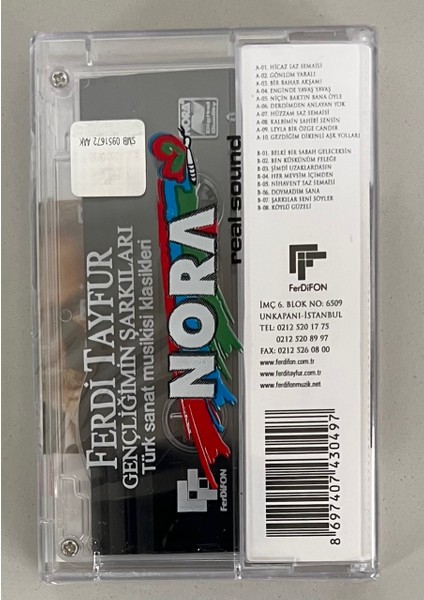 FERDİ TAYFUR
GENÇLİĞİMİN ŞARKILARI
Türk sanat musikisi klasikleri
NORA
real sound
FerDiFON
SMB 0951672 AAK
NORA
A-01. HİCAZ SAZ SEMAİSİ
A-02. GÖNLÜM YARALI
A-03. BİR BAHAR AKŞAMI
A-04. ENGİNDE YAVAŞ YAVAŞ
A-05. NİÇİN BAKTIN BANA ÖYLE
A-06. DERDİMDEN ANLAYAN YOK
A-07. HÜZZAM SAZ SEMAİSİ
A-08. KALBİMİN SAHİBİ SENSİN
A-09. LEYLA BİR ÖZGE CANDIR
A-10. GEZDİĞİM DİKENLİ AŞK YOLLARI
B-01. BELKİ BİR SABAH GELECEKSİN
B-02. BEN KÜSKÜNÜM FELEĞE
B-03. ŞİMDİ UZAKLARDASIN
B-04. HER MEVSİM İÇİMDEN
B-05. NİHAVENT SAZ SEMAİSİ
B-06. DOYMADIM SANA
B-07. ŞARKILAR SENİ SÖYLER
B-08. KÖYLÜ GÜZELİ
FerDiFON
İMÇ 6. BLOK NO: 6509
UNKAPANI-İSTANBUL
TEL: 0212 520 17 75
0212 520 89 97
FAX: 0212 526 08 00
www.ferdifon.com.tr
www.ferditayfur.com.tr
www.ferdifonmuzik.net
8 697407 430497